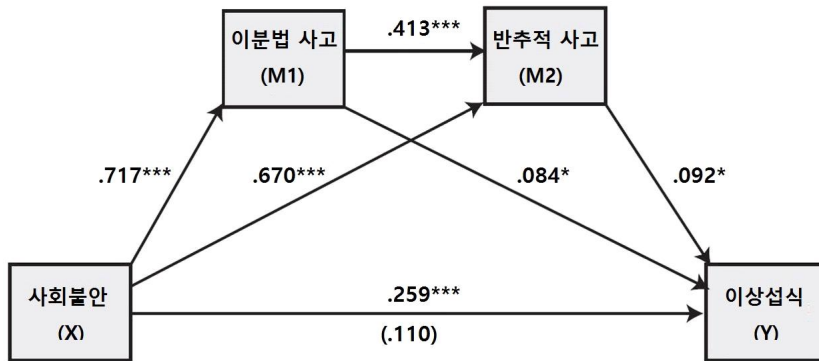 .413***
이분법 사고
(M1)
반추적 사고
(M2)
.717***
.670***
.084*
.092*
사회불안
(X)
.259***
(.110)
이상섭식
(Y)